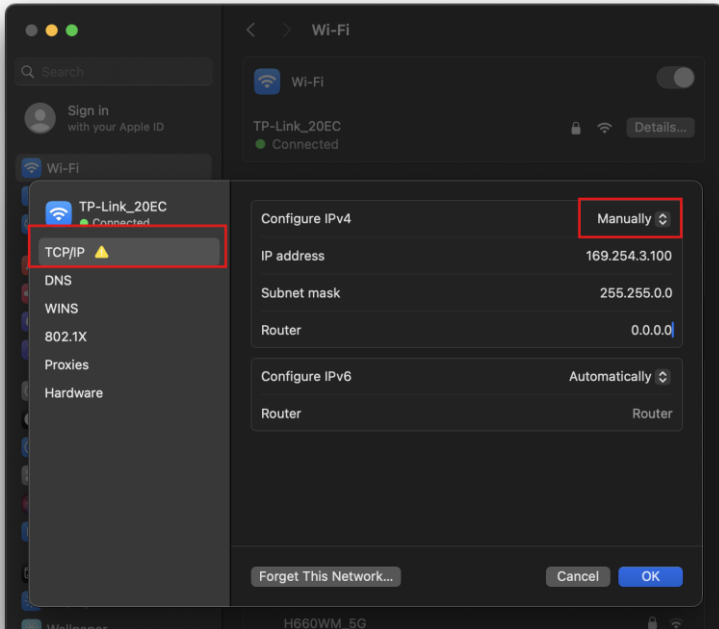 Wi-Fi
Search
Sign in
with your Apple ID
Wi-Fi
Wi-Fi
TP-Link_20EC
Connected
Details...
TP-Link_20EC
Connected
TCP/IP
DNS
WINS
802.1X
Proxies
Hardware
Configure IPv4 Manually
IP address 169.254.3.100
Subnet mask 255.255.0.0
Router 0.0.0.0
Configure IPv6 Automatically
Router Router
Forget This Network... Cancel OK
Wallpaper
H660WM_5G